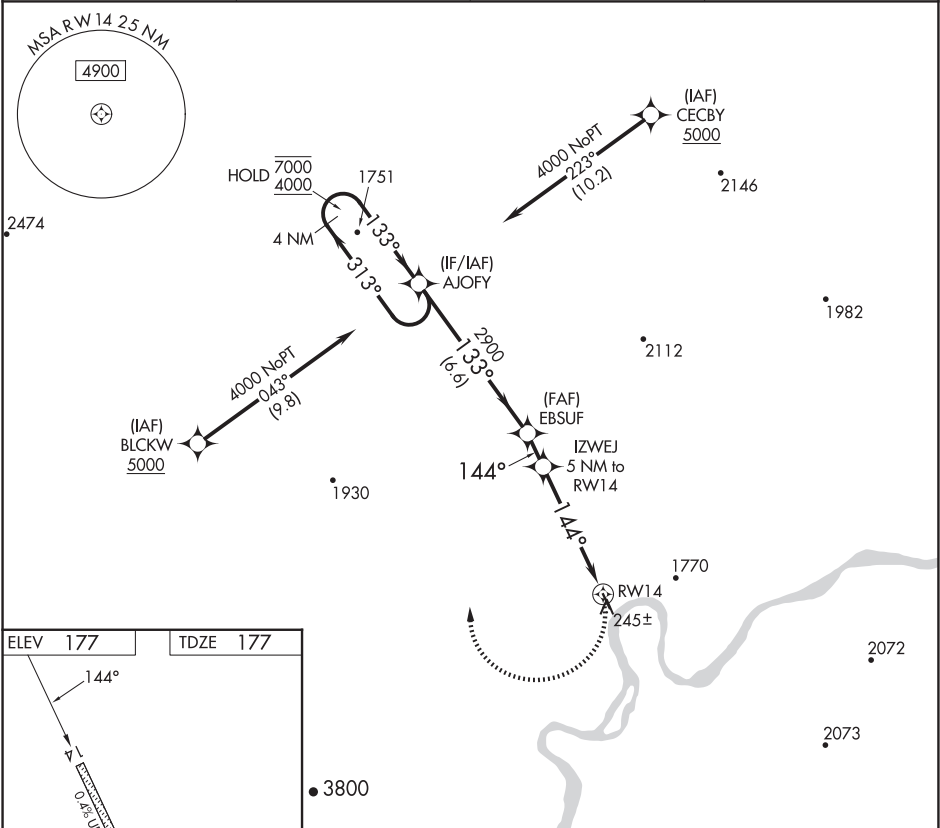 MSA RW 14 25 NM
4900
(IAF)
CECBY
5000
4000 NoPT
223°
(10.2)
HOLD 7000
4000
1751
2146
2474
4 NM
133°
313°
(IF/IAF)
AJOFY
1982
2900
133°
(6.6)
2112
4000 NoPT
043°
(9.8)
(IAF)
BLCKW
5000
(FAF)
EBSUF
IZWEJ
5 NM to
RW14
144°
1930
144°
1770
RW14
245±
ELEV 177
TDZE 177
144°
2072
2073
3800
14
0.4%